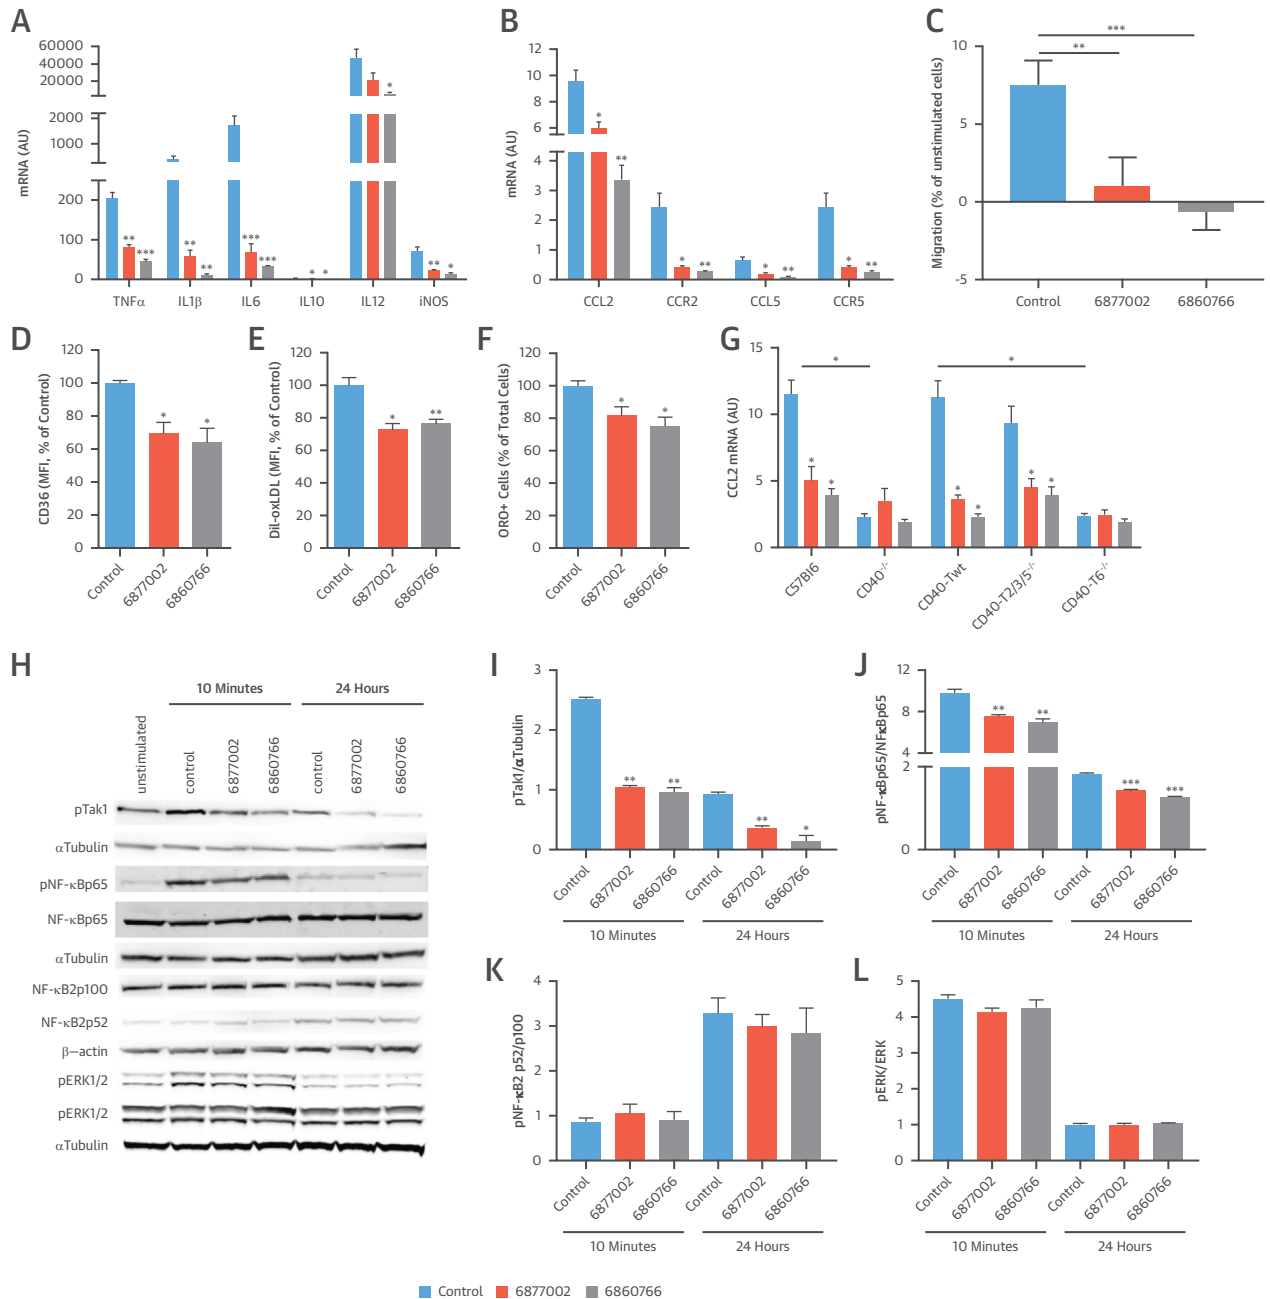 A
B
C
60000
40000
20000
2000
1000
200
100
0
mRNA (AU)
** *** ** ** *** *** * * * ** *
TNFα IL1β IL6 IL10 IL12 iNOS
12
10
8
6
4
3
2
1
0
mRNA (AU)
* ** * ** * ** * **
CCL2 CCR2 CCL5 CCR5
10
5
0
-5
Migration (% of unstimulated cells)
***
**
Control 6877002 6860766
D
E
F
G
120
100
80
60
40
20
0
CD36 (MFI, % of Control)
* *
Control 6877002 6860766
120
100
80
60
40
20
0
Dil-oxLDL (MFI, % of Control)
* **
Control 6877002 6860766
120
100
80
60
40
20
0
ORO+ Cells (% of Total Cells)
* *
Control 6877002 6860766
15
10
5
0
CCL2 mRNA (AU)
* *
* * * * * *
C57Bl6 CD40-/- CD40-Twt CD40-T2/3/5-/- CD40-T6-/-
H
10 Minutes 24 Hours
unstimulated control 6877002 6860766 control 6877002 6860766
pTak1
αTubulin
pNF-κBp65
NF-κBp65
αTubulin
NF-κB2p100
NF-κB2p52
β–actin
pERK1/2
pERK1/2
αTubulin
I
J
3
2
1
0
pTak1/αTubulin
** ** ** *
Control 6877002 6860766 Control 6877002 6860766
10 Minutes 24 Hours
12
8
4
2
0
pNF-κBp65/NFκBp65
** ** *** ***
Control 6877002 6860766 Control 6877002 6860766
10 Minutes 24 Hours
K
L
4
3
2
1
0
pNF-κB2 p52/p100
Control 6877002 6860766 Control 6877002 6860766
10 Minutes 24 Hours
5
4
3
2
1
0
pERK/ERK
Control 6877002 6860766 Control 6877002 6860766
10 Minutes 24 Hours
Control 6877002 6860766